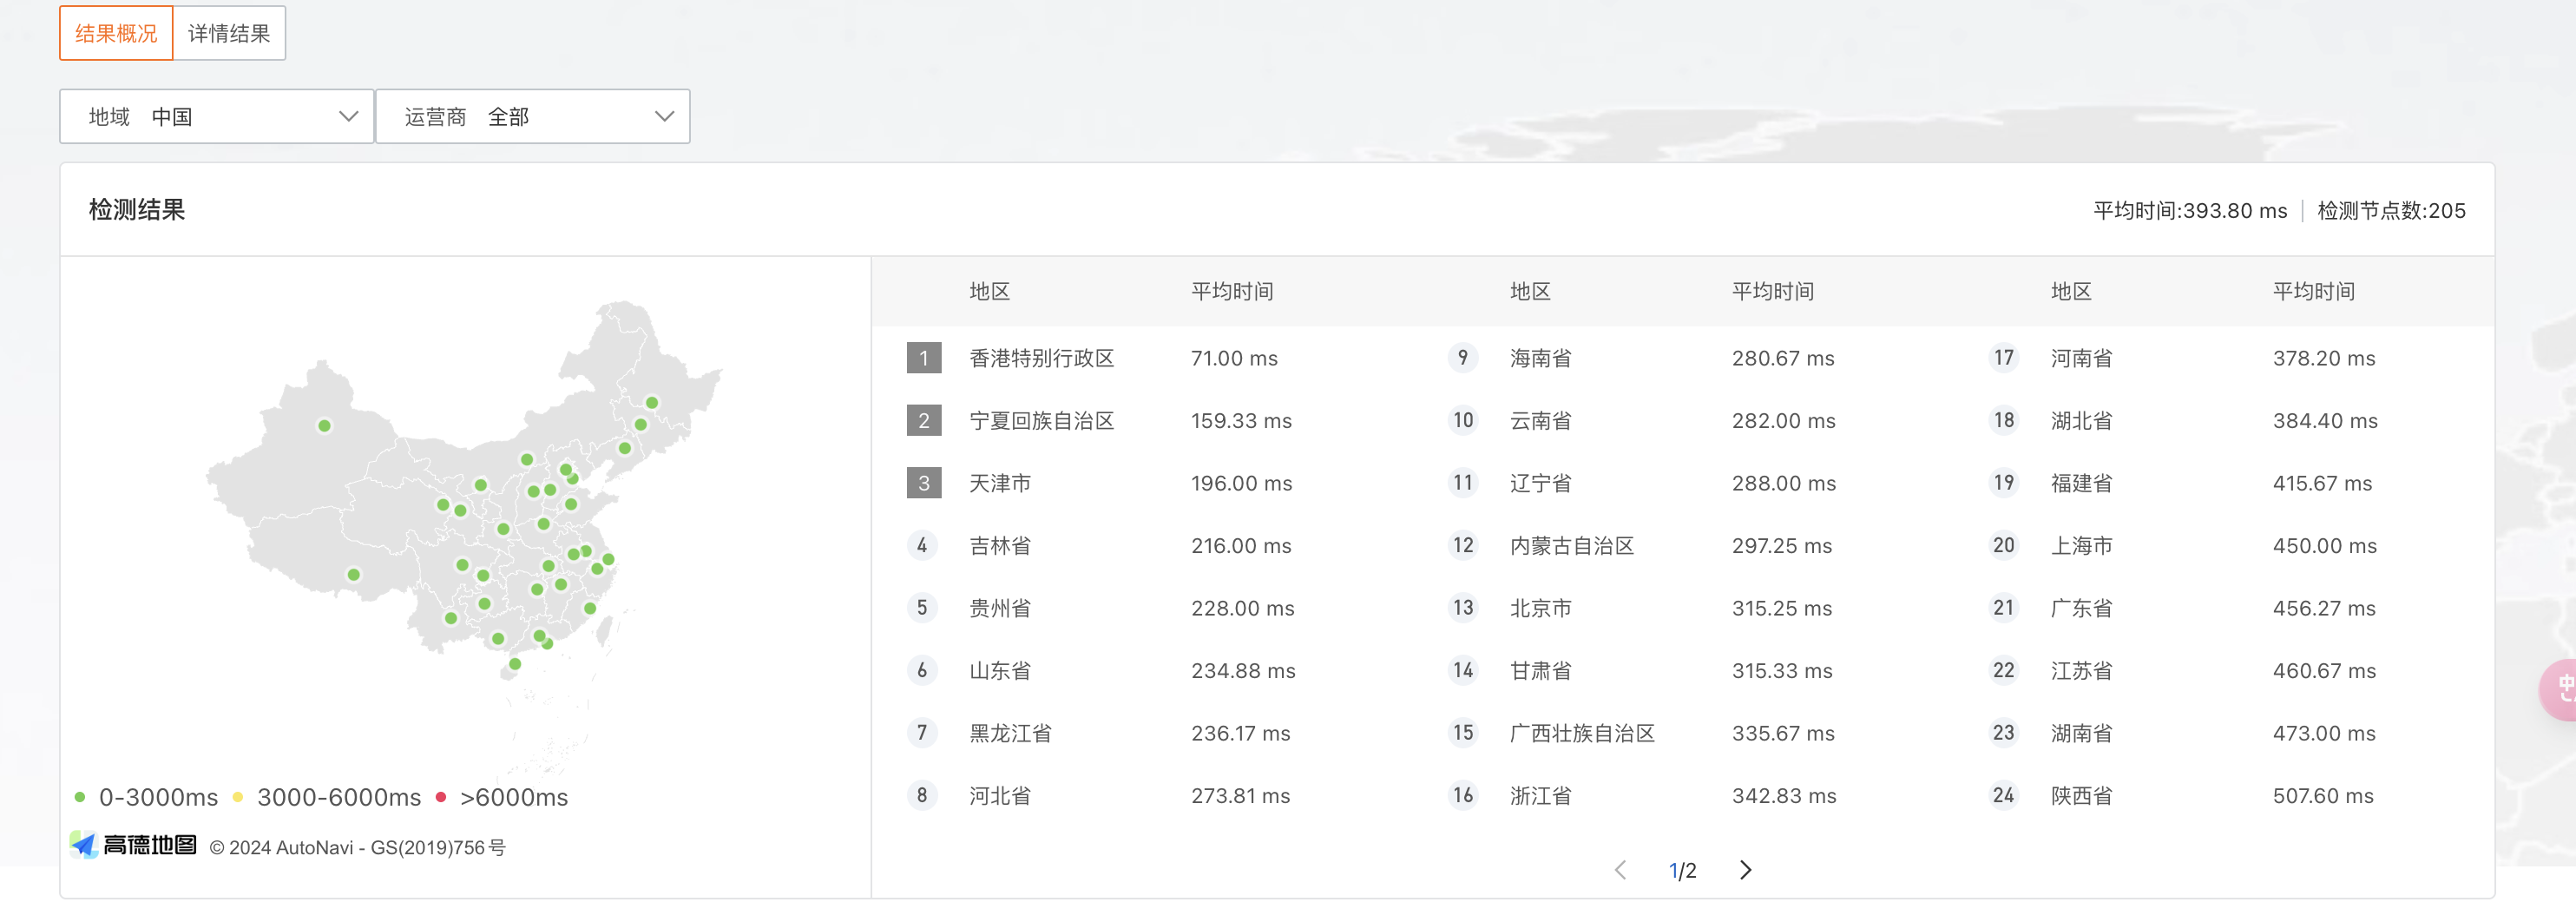 结果概况 详情结果
地域 中国 运营商 全部
检测结果
平均时间:393.80 ms 检测节点数:205
地区 平均时间 地区 平均时间 地区 平均时间
1 香港特别行政区 71.00 ms 9 海南省 280.67 ms 17 河南省 378.20 ms
2 宁夏回族自治区 159.33 ms 10 云南省 282.00 ms 18 湖北省 384.40 ms
3 天津市 196.00 ms 11 辽宁省 288.00 ms 19 福建省 415.67 ms
4 吉林省 216.00 ms 12 内蒙古自治区 297.25 ms 20 上海市 450.00 ms
5 贵州省 228.00 ms 13 北京市 315.25 ms 21 广东省 456.27 ms
6 山东省 234.88 ms 14 甘肃省 315.33 ms 22 江苏省 460.67 ms
7 黑龙江省 236.17 ms 15 广西壮族自治区 335.67 ms 23 湖南省 473.00 ms
8 河北省 273.81 ms 16 浙江省 342.83 ms 24 陕西省 507.60 ms
0-3000ms 3000-6000ms >6000ms
高德地图 © 2024 AutoNavi - GS(2019)756号
1/2